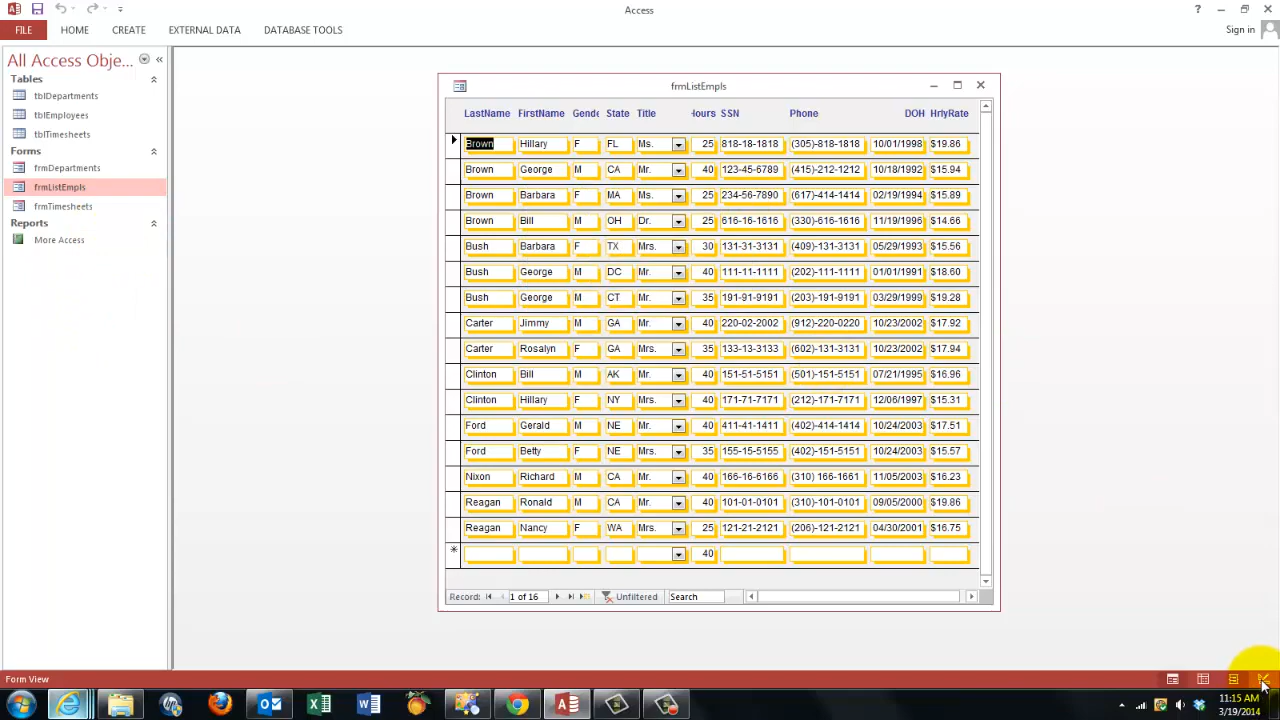 Access
?
FILE HOME CREATE EXTERNAL DATA DATABASE TOOLS Sign in
All Access Obje... «
Tables
tblDepartments
tblEmployees
tblTimesheets
Forms
frmDepartments
frmListEmpls
frmTimesheets
Reports
More Access
frmListEmpls
LastName FirstName Gende State Title Hours SSN Phone DOH HrlyRate
Brown Hillary F FL Ms. 25 818-18-1818 (305)-818-1818 10/01/1998 $19.86
Brown George M CA Mr. 40 123-45-6789 (415)-212-1212 10/18/1992 $15.94
Brown Barbara F MA Ms. 25 234-56-7890 (617)-414-1414 02/19/1994 $15.89
Brown Bill M OH Dr. 25 616-16-1616 (330)-616-1616 11/19/1996 $14.66
Bush Barbara F TX Mrs. 30 131-31-3131 (409)-131-3131 05/29/1993 $15.56
Bush George M DC Mr. 40 111-11-1111 (202)-111-1111 01/01/1991 $18.60
Bush George M CT Mr. 35 191-91-9191 (203)-191-9191 03/29/1999 $19.28
Carter Jimmy M GA Mr. 40 220-02-2002 (912)-220-0220 10/23/2002 $17.92
Carter Rosalyn F GA Mrs. 35 133-13-3133 (602)-131-3131 10/23/2002 $17.94
Clinton Bill M AK Mr. 40 151-51-5151 (501)-151-5151 07/21/1995 $16.96
Clinton Hillary F NY Mrs. 40 171-71-7171 (212)-171-7171 12/06/1997 $15.31
Ford Gerald M NE Mr. 40 411-41-1411 (402)-414-1414 10/24/2003 $17.51
Ford Betty F NE Mrs. 35 155-15-5155 (402)-151-5151 10/24/2003 $15.57
Nixon Richard M CA Mr. 40 166-16-6166 (310) 166-1661 11/05/2003 $16.23
Reagan Ronald M CA Mr. 40 101-01-0101 (310)-101-0101 09/05/2000 $19.86
Reagan Nancy F WA Mrs. 25 121-21-2121 (206)-121-2121 04/30/2001 $16.75
* 40
Record: 1 of 16 Unfiltered Search
Form View
11:15 AM
3/19/2014